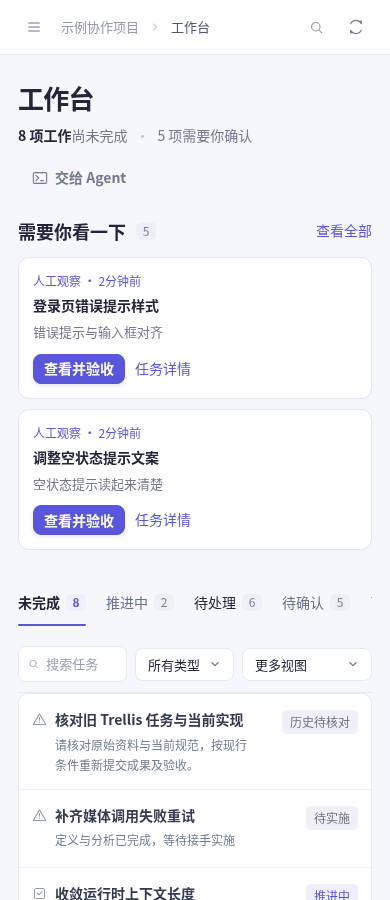 示例协作项目 > 工作台
工作台
8 项工作尚未完成 • 5 项需要你确认
交给 Agent
需要你看一下 5 查看全部
人工观察 · 2分钟前
登录页错误提示样式
错误提示与输入框对齐
查看并验收 任务详情
人工观察 · 2分钟前
调整空状态提示文案
空状态提示读起来清楚
查看并验收 任务详情
未完成 8 推进中 2 待处理 6 待确认 5
搜索任务 所有类型 更多视图
核对旧 Trellis 任务与当前实现 历史待核对
请核对原始资料与当前规范，按现行
条件重新提交成果及验收。
补齐媒体调用失败重试 待实施
定义与分析已完成，等待接手实施
收敛运行时上下文长度 推进中